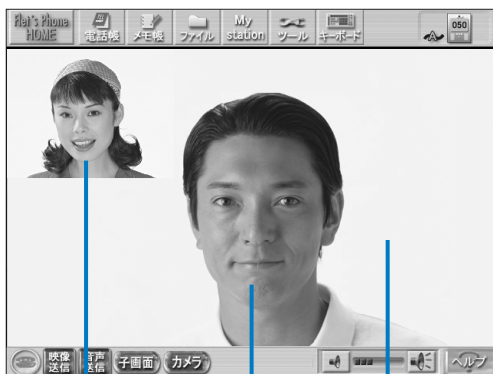 Flet's Phone
HOME
電話帳
メモ帳
ファイル
My
station
ツール
キーボード
050
映像
送信
音声
送信
子画面
カメラ
ヘルプ